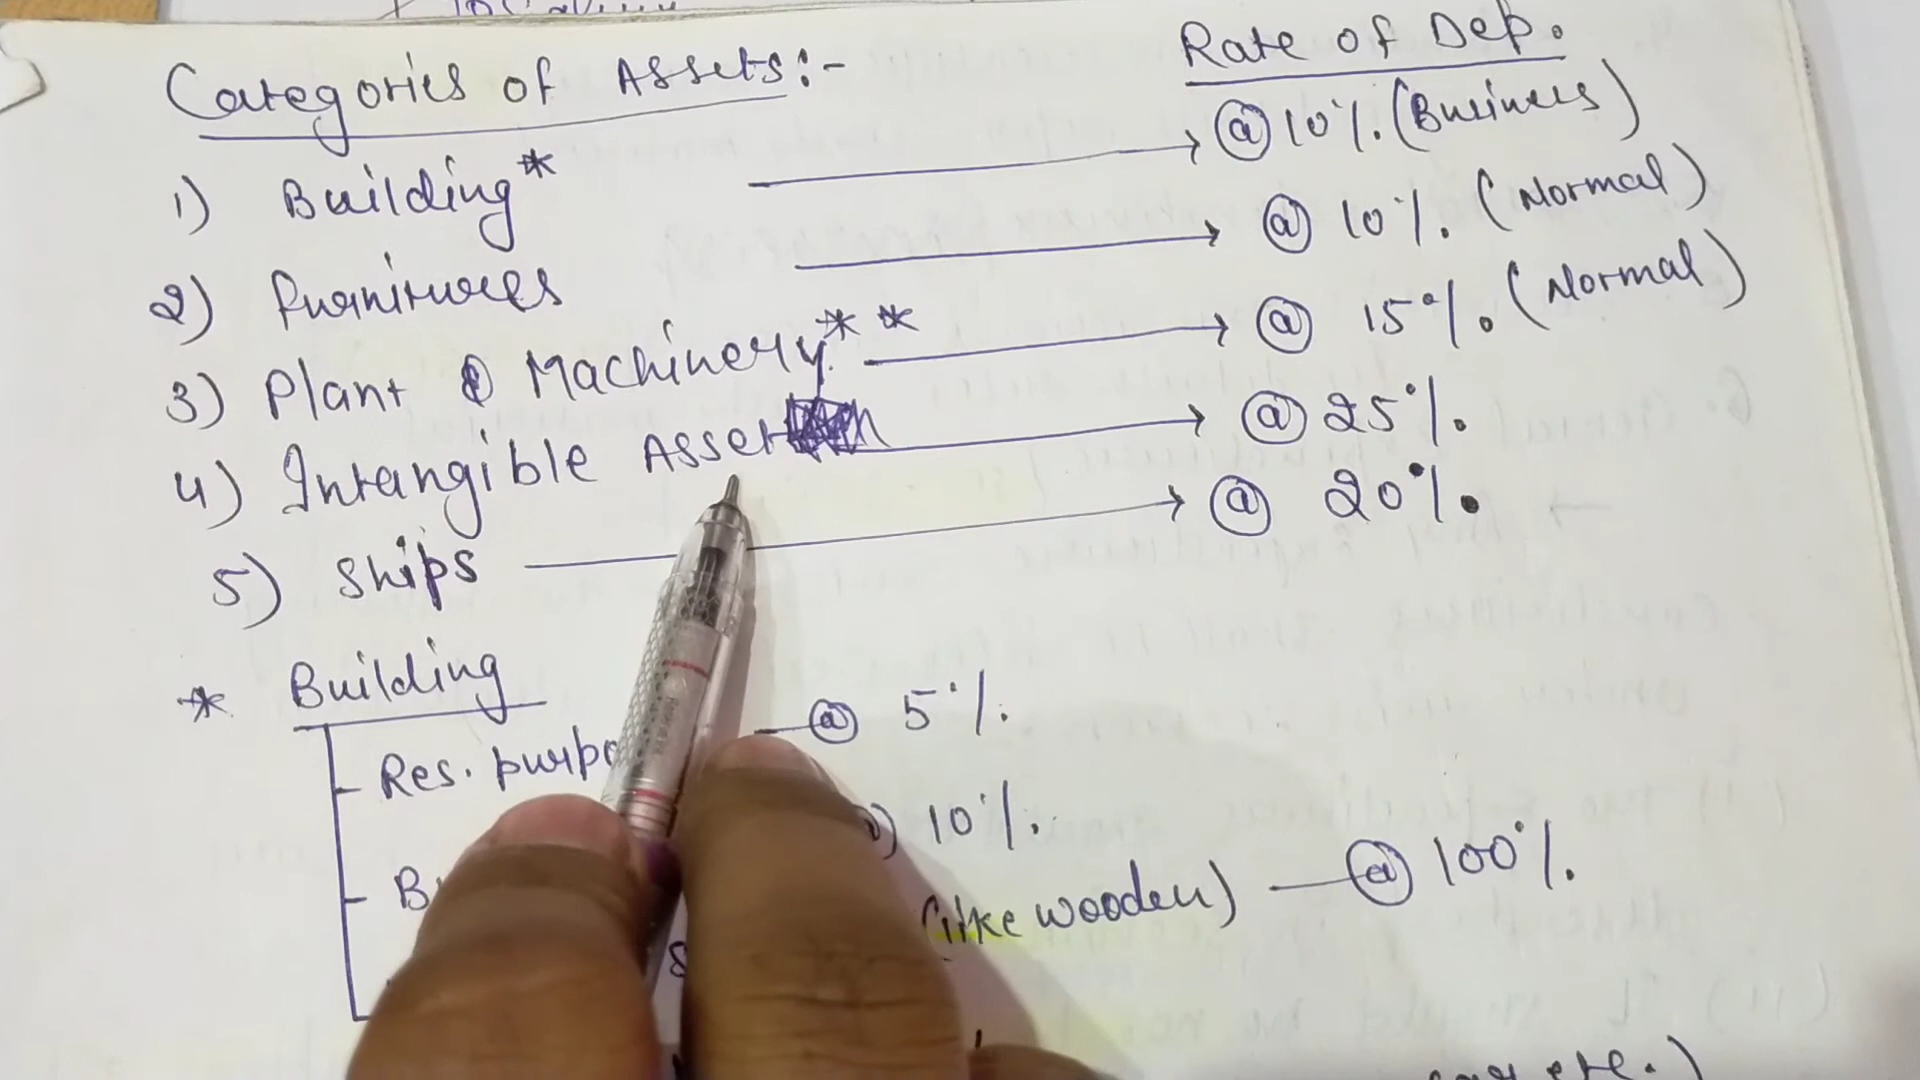 Categories of Assets:-
Rate of Dep.
1) Building* → @ 10%. (Business)
2) Furnitures → @ 10%. (Normal)
3) Plant & Machinery** → @ 15%. (Normal)
4) Intangible Asset → @ 25%.
5) Ships → @ 20%.
* Building
Res. @ 5%.
10%.
(like wooden) @ 100%.
etc.)